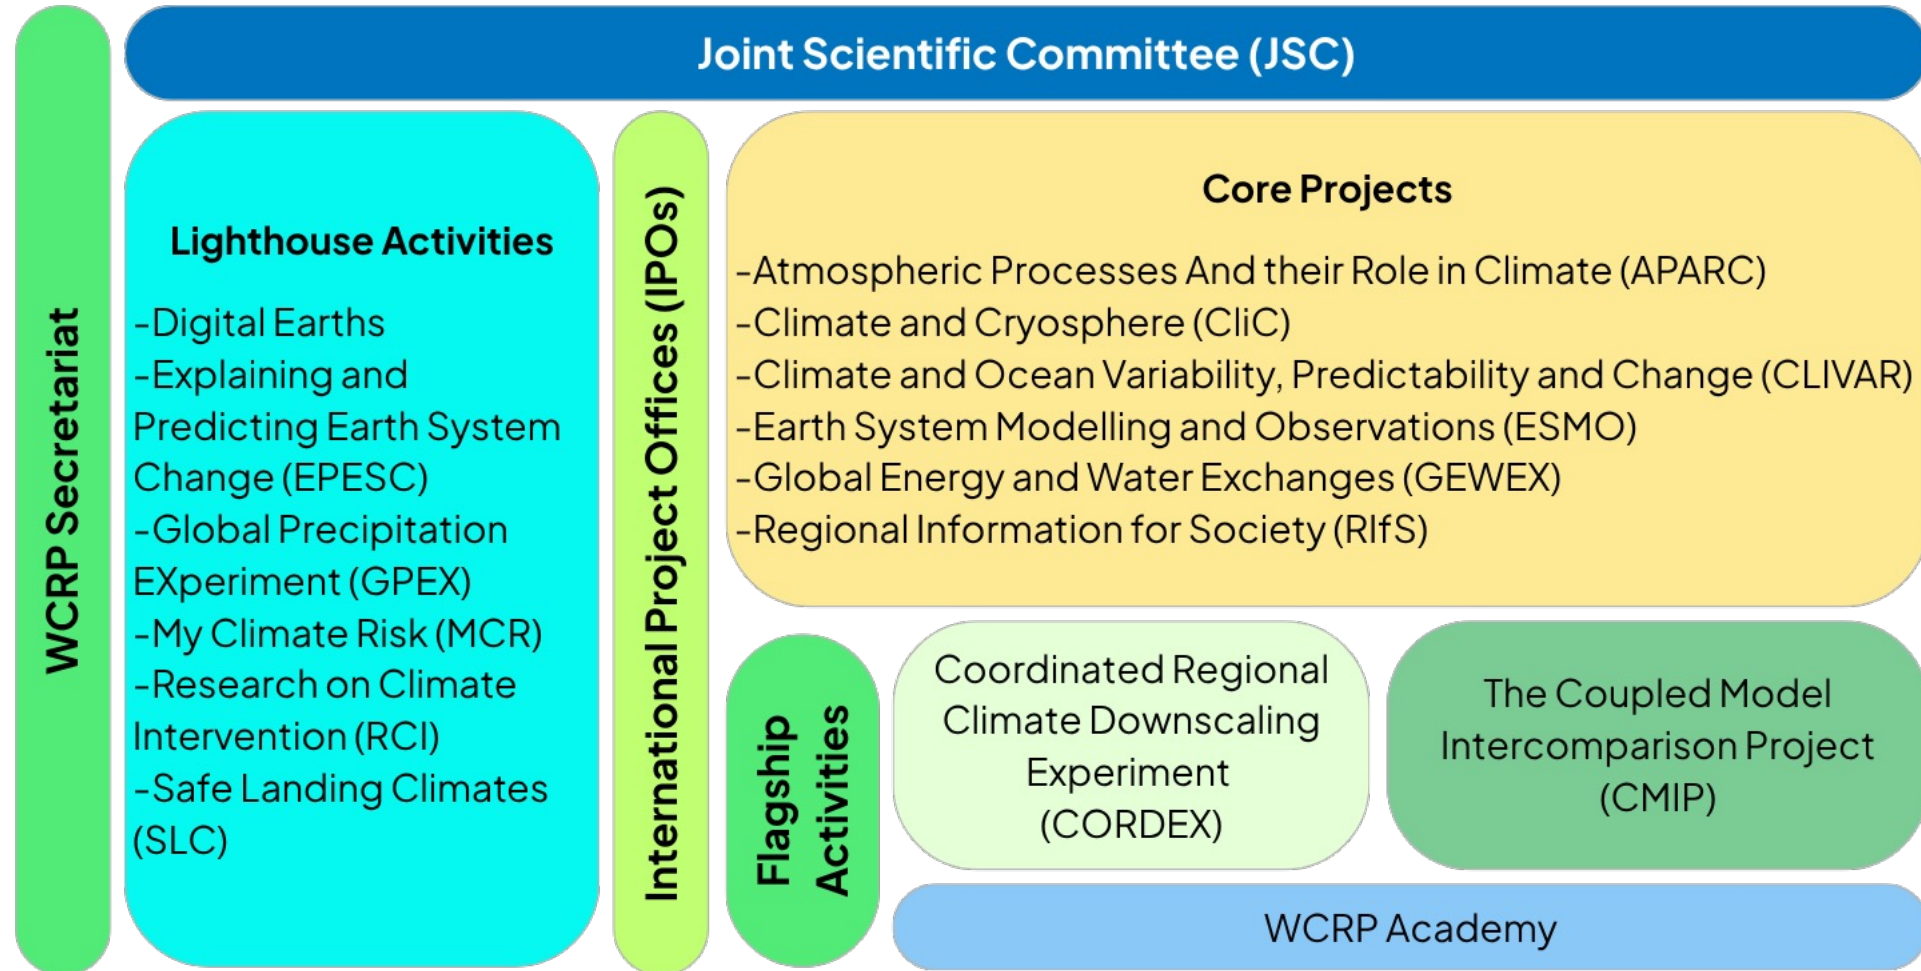 WCRP Secretariat
Joint Scientific Committee (JSC)
Lighthouse Activities
-Digital Earths
-Explaining and
Predicting Earth System
Change (EPESC)
-Global Precipitation
EXperiment (GPEX)
-My Climate Risk (MCR)
-Research on Climate
Intervention (RCI)
-Safe Landing Climates
(SLC)
International Project Offices (IPOs)
Core Projects
-Atmospheric Processes And their Role in Climate (APARC)
-Climate and Cryosphere (CliC)
-Climate and Ocean Variability, Predictability and Change (CLIVAR)
-Earth System Modelling and Observations (ESMO)
-Global Energy and Water Exchanges (GEWEX)
-Regional Information for Society (RIfS)
Flagship
Activities
Coordinated Regional
Climate Downscaling
Experiment
(CORDEX)
The Coupled Model
Intercomparison Project
(CMIP)
WCRP Academy